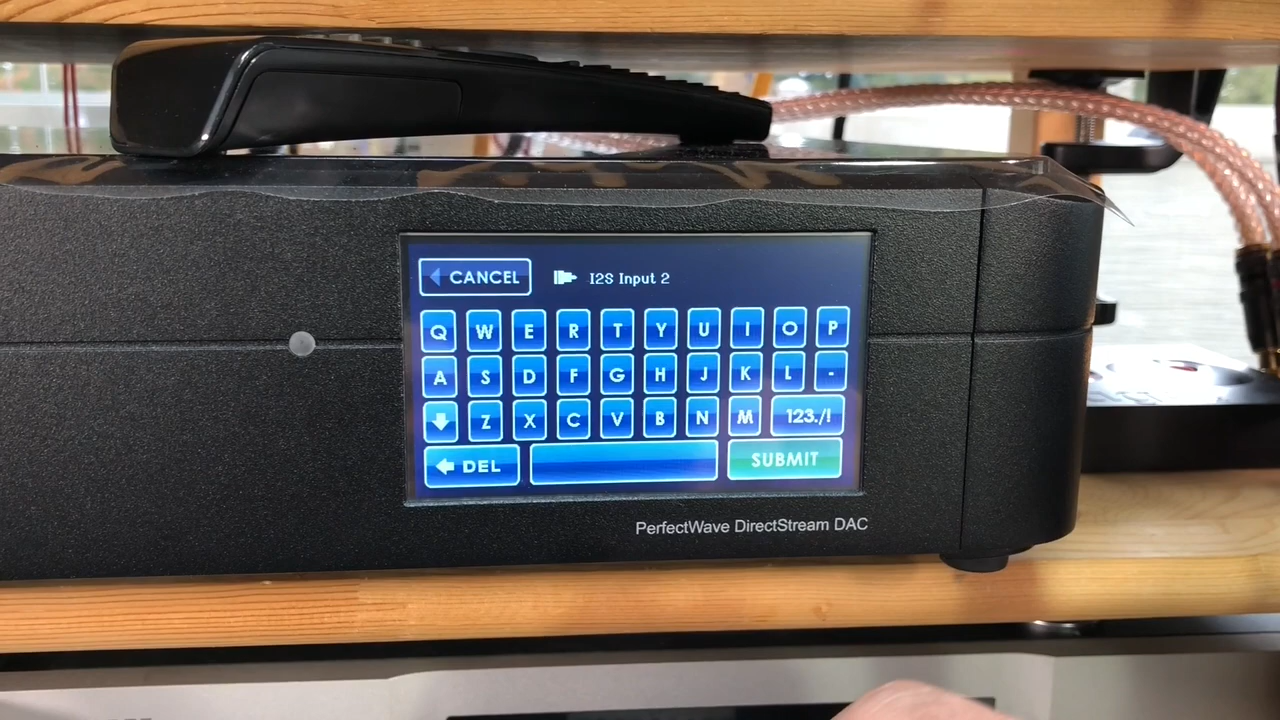 CANCEL I2S Input 2
Q W E R T Y U I O P
A S D F G H J K L -
Z X C V B N M 123./!
DEL SUBMIT
PerfectWave DirectStream DAC